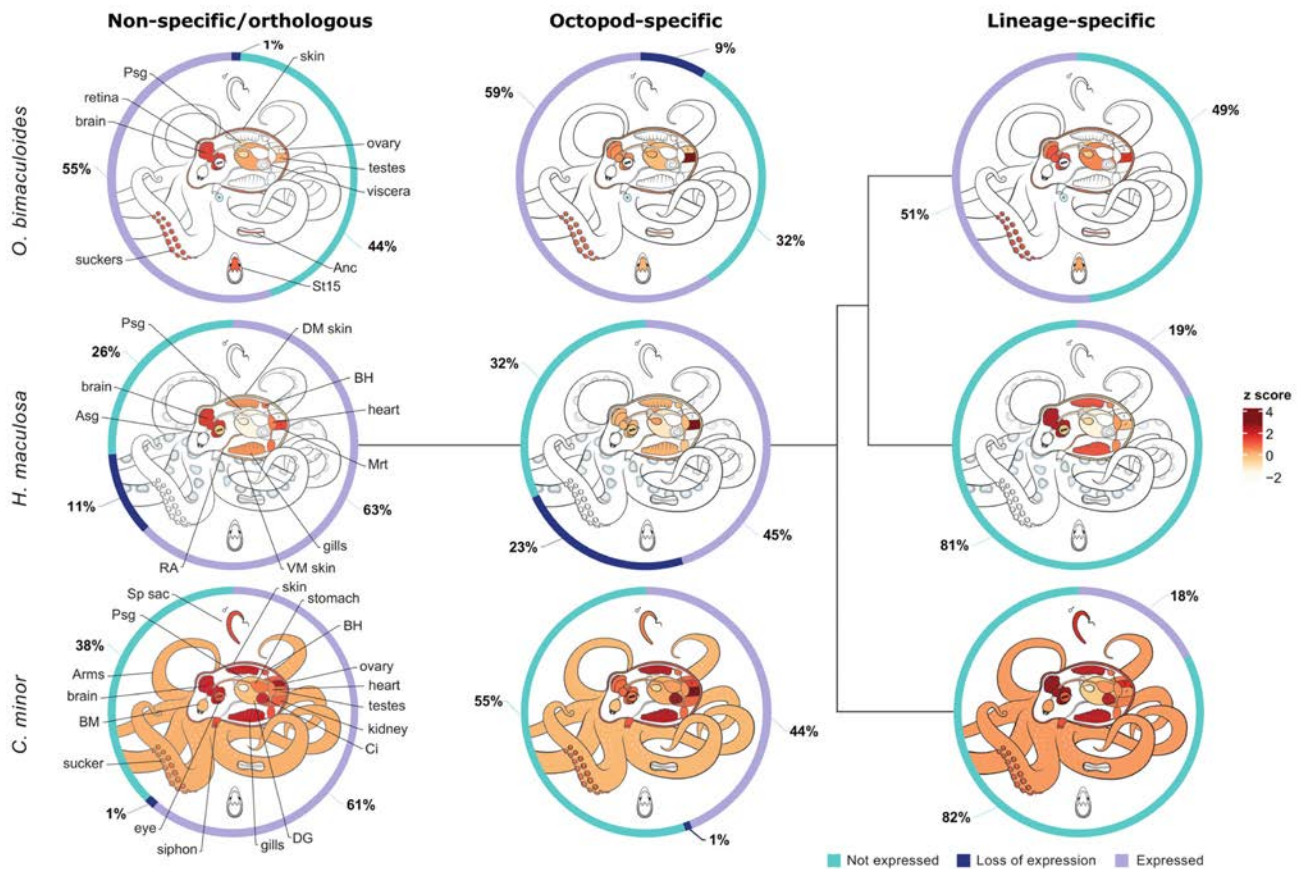 Non-specific/orthologous
Octopod-specific
Lineage-specific
O. bimaculoides
1%
skin
Psg
retina
brain
ovary
testes
viscera
55%
44%
suckers
Anc
St15
9%
59%
32%
49%
51%
H. maculosa
Psg
DM skin
26%
BH
brain
heart
Asg
Mrt
11%
63%
gills
RA
VM skin
32%
23%
45%
19%
81%
z score
4
2
0
−2
C. minor
Sp sac
skin
stomach
Psg
BH
38%
ovary
Arms
heart
brain
testes
BM
kidney
Ci
sucker
1%
61%
eye
siphon
gills
DG
55%
44%
1%
18%
82%
Not expressed
Loss of expression
Expressed